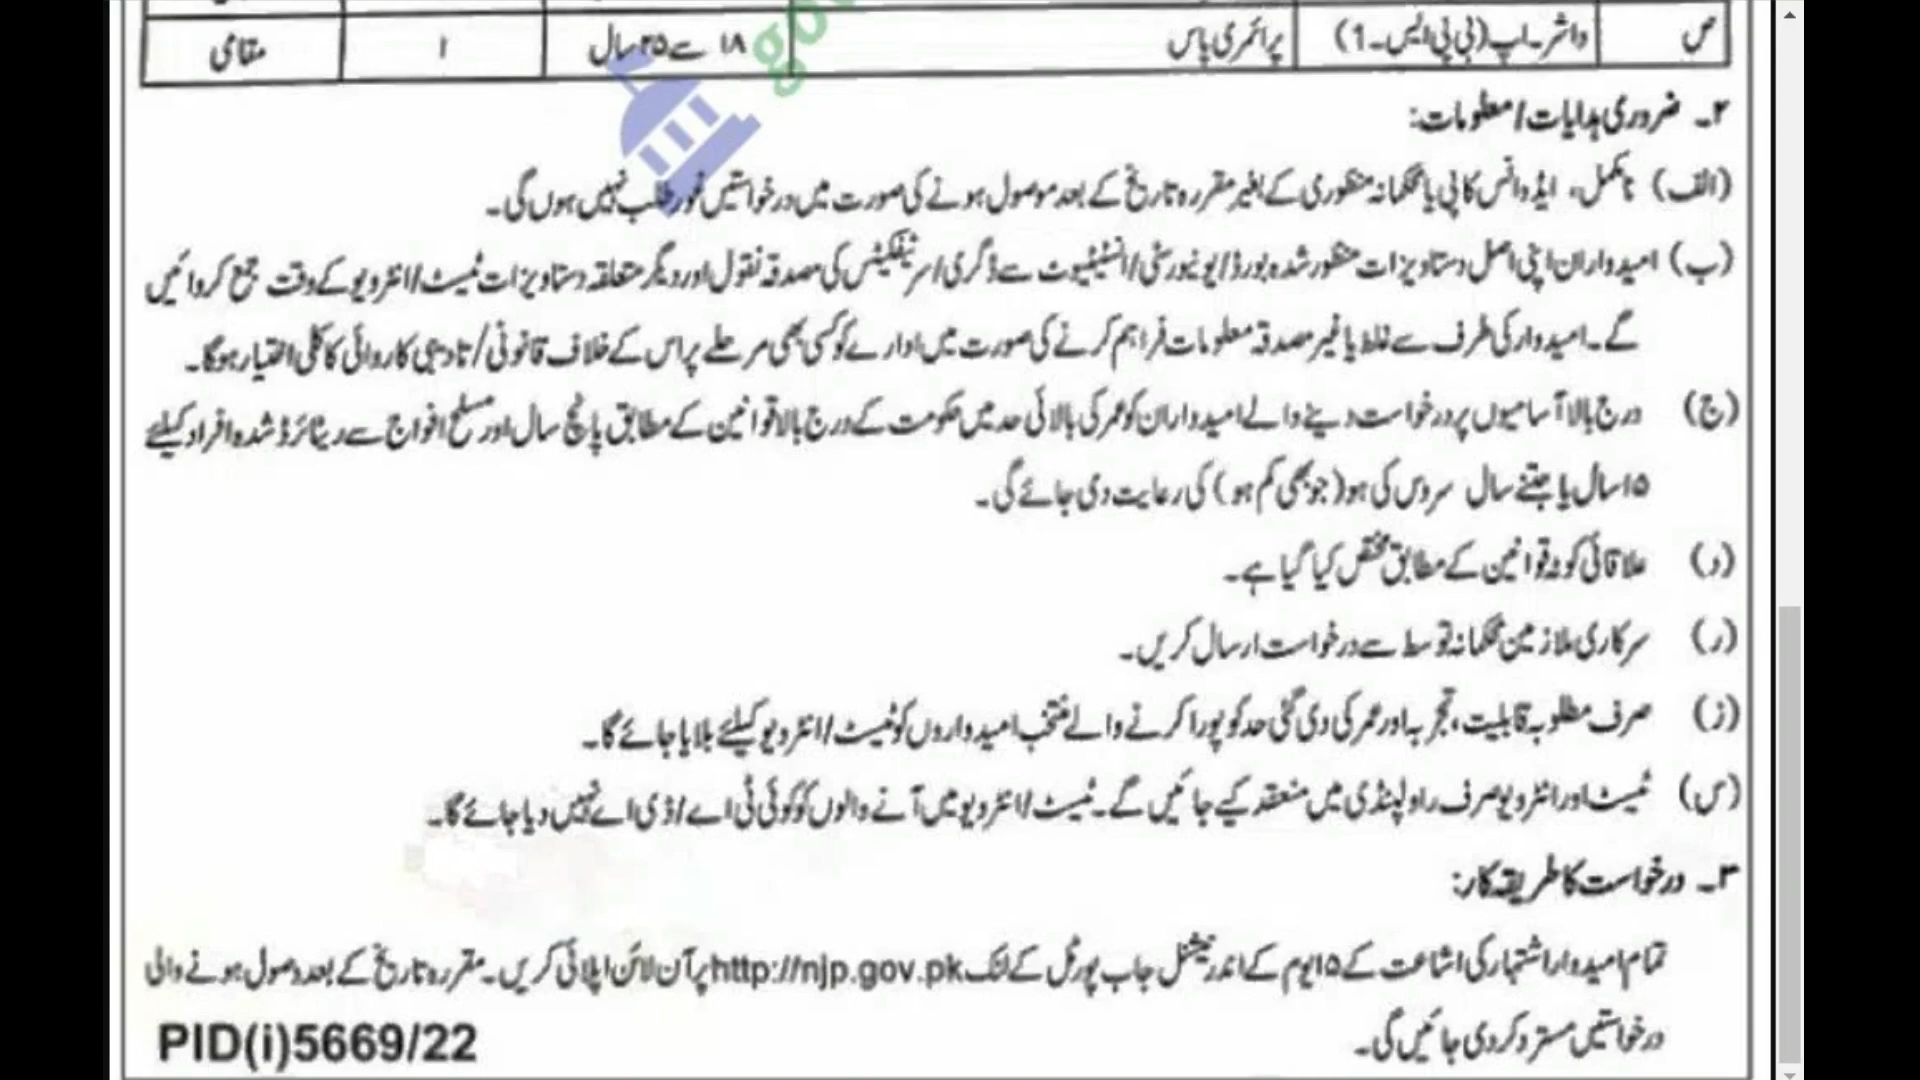 ص واشر۔اپ(بی پی ایس۔1) پرائمری پاس ۱۸ سے ۲۵ سال ۱ مقامی
gov
۲۔ ضروری ہدایات/معلومات:
(الف) نامکمل، ایڈوانس کاپی یا محکمانہ منظوری کے بغیر مقررہ تاریخ کے بعد موصول ہونے کی صورت میں درخواستیں غور طلب نہیں ہوں گی۔
(ب) امیدواران اپنی اصل دستاویزات منظور شدہ بورڈ/یونیورسٹی/انسٹیٹیوٹ سے ڈگری/سرٹیفکیٹس کی مصدقہ نقول اور دیگر متعلقہ دستاویزات ٹیسٹ/انٹرویو کے وقت جمع کروائیں
گے۔ امیدوار کی طرف سے غلط یا غیر مصدقہ معلومات فراہم کرنے کی صورت میں ادارے کو کسی بھی مرحلے پر اس کے خلاف قانونی/تادیبی کاروائی کا کلی اختیار ہوگا۔
(ج) درج بالا آسامیوں پر درخواست دینے والے امیدواران کو عمر کی بالائی حد میں حکومت کے درج بالا قوانین کے مطابق پانچ سال اور مسلح افواج سے ریٹائرڈ شدہ افراد کیلئے
۱۵سال یا جتنے سال سروس کی ہو (جو بھی کم ہو) کی رعایت دی جائے گی۔
(د) علاقائی کوٹہ قوانین کے مطابق مختص کیا گیا ہے۔
(ر) سرکاری ملازمین محکمانہ توسط سے درخواست ارسال کریں۔
(ز) صرف مطلوبہ قابلیت، تجربہ اور عمر کی دی گئی حد کو پورا کرنے والے منتخب امیدواروں کو ٹیسٹ/انٹرویو کیلئے بلایا جائے گا۔
(س) ٹیسٹ اور انٹرویو صرف راولپنڈی میں منعقد کیے جائیں گے۔ ٹیسٹ/انٹرویو میں آنے والوں کو کوئی ٹی اے/ڈی اے نہیں دیا جائے گا۔
۳۔ درخواست کا طریقہ کار:
تمام امیدوار اشتہار کی اشاعت کے ۱۵ایوم کے اندر نیشنل جاب پورٹل کے لنک http://njp.gov.pk پر آن لائن اپلائی کریں۔ مقررہ تاریخ کے بعد وصول ہونے والی
درخواستیں مسترد کر دی جائیں گی۔
PID(i)5669/22